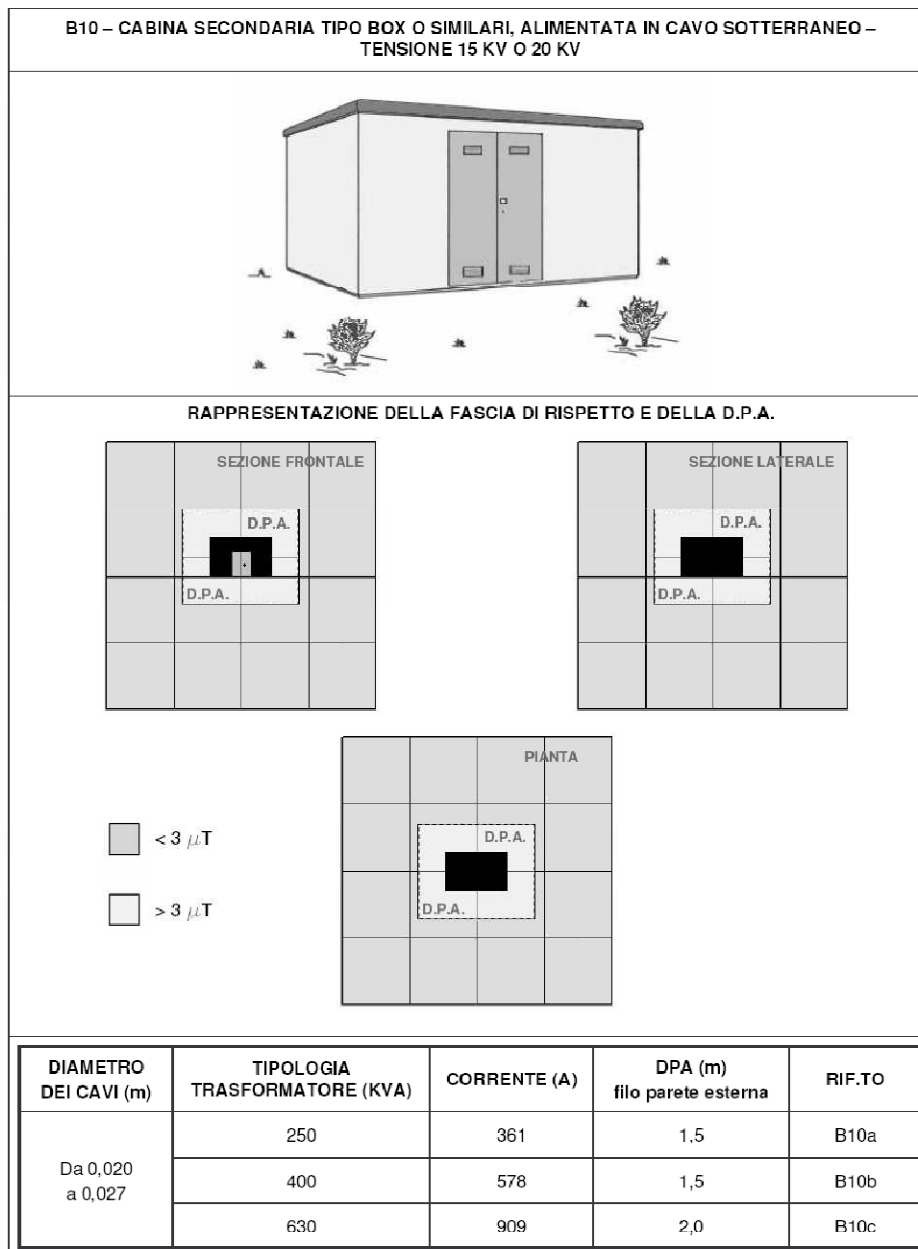 B10 – CABINA SECONDARIA TIPO BOX O SIMILARI, ALIMENTATA IN CAVO SOTTERRANEO –
TENSIONE 15 KV O 20 KV
RAPPRESENTAZIONE DELLA FASCIA DI RISPETTO E DELLA D.P.A.
SEZIONE FRONTALE
D.P.A.
D.P.A.
SEZIONE LATERALE
D.P.A.
D.P.A.
PIANTA
D.P.A.
D.P.A.
< 3 μT
> 3 μT
DIAMETRO
DEI CAVI (m)
TIPOLOGIA
TRASFORMATORE (KVA)
CORRENTE (A)
DPA (m)
filo parete esterna
RIF.TO
Da 0,020
a 0,027
250 361 1,5 B10a
400 578 1,5 B10b
630 909 2,0 B10c